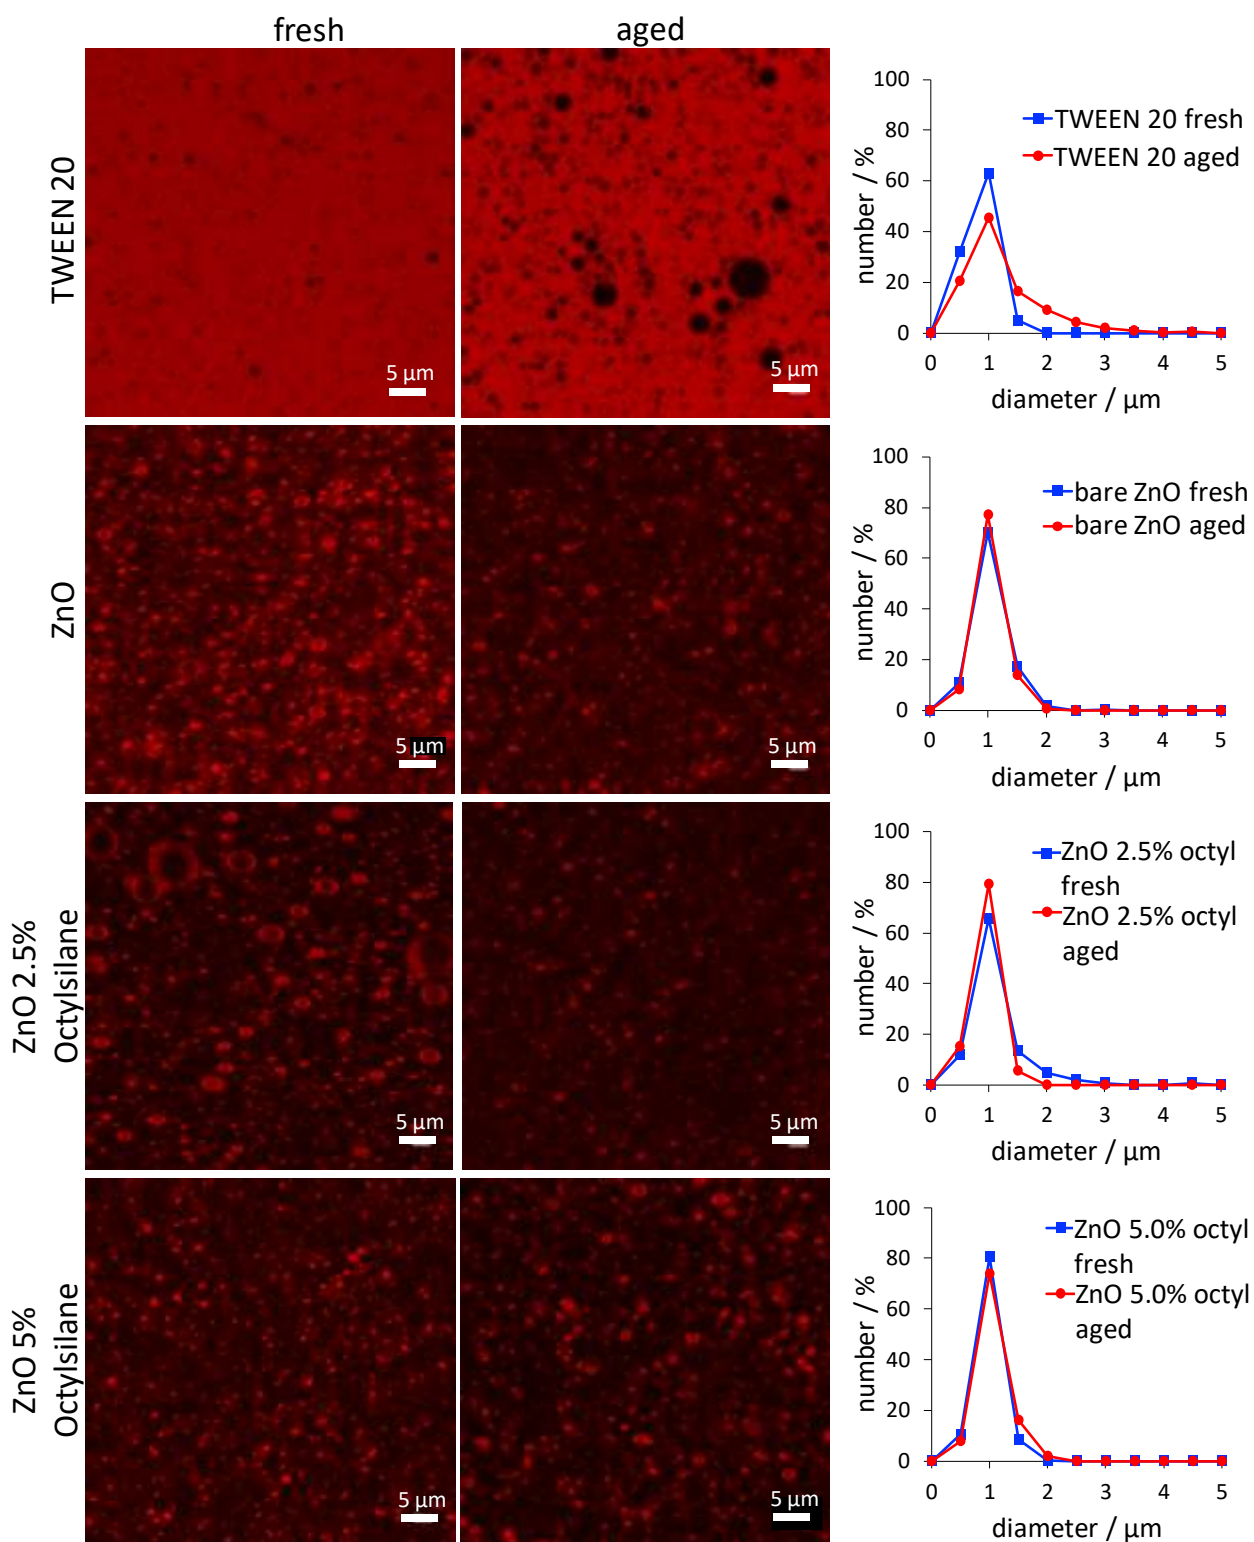 fresh
aged
TWEEN 20
5 µm
5 µm
100
80
60
40
20
0
number / %
TWEEN 20 fresh
TWEEN 20 aged
0 1 2 3 4 5
diameter / µm
ZnO
5 µm
5 µm
100
80
60
40
20
0
number / %
bare ZnO fresh
bare ZnO aged
0 1 2 3 4 5
diameter / µm
ZnO 2.5%
Octylsilane
5 µm
5 µm
100
80
60
40
20
0
number / %
ZnO 2.5% octyl
fresh
ZnO 2.5% octyl
aged
0 1 2 3 4 5
diameter / µm
ZnO 5%
Octylsilane
5 µm
5 µm
100
80
60
40
20
0
number / %
ZnO 5.0% octyl
fresh
ZnO 5.0% octyl
aged
0 1 2 3 4 5
diameter / µm